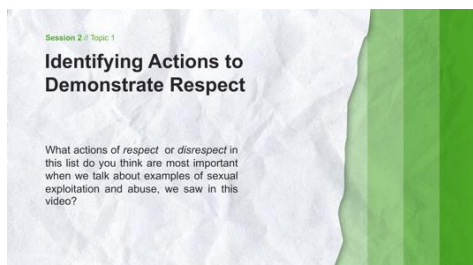 Session 2 // Topic 1
Identifying Actions to
Demonstrate Respect
What actions of respect or disrespect in
this list do you think are most important
when we talk about examples of sexual
exploitation and abuse, we saw in this
video?